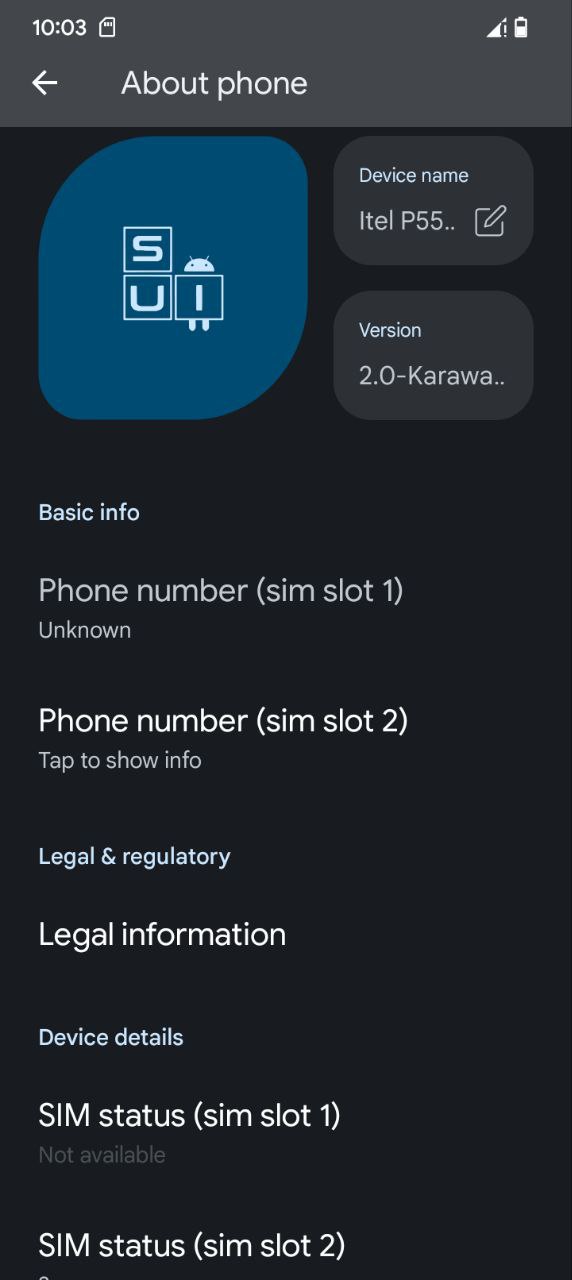 10:03
About phone
S
UI
Device name
Itel P55..
Version
2.0-Karawa..
Basic info
Phone number (sim slot 1)
Unknown
Phone number (sim slot 2)
Tap to show info
Legal & regulatory
Legal information
Device details
SIM status (sim slot 1)
Not available
SIM status (sim slot 2)